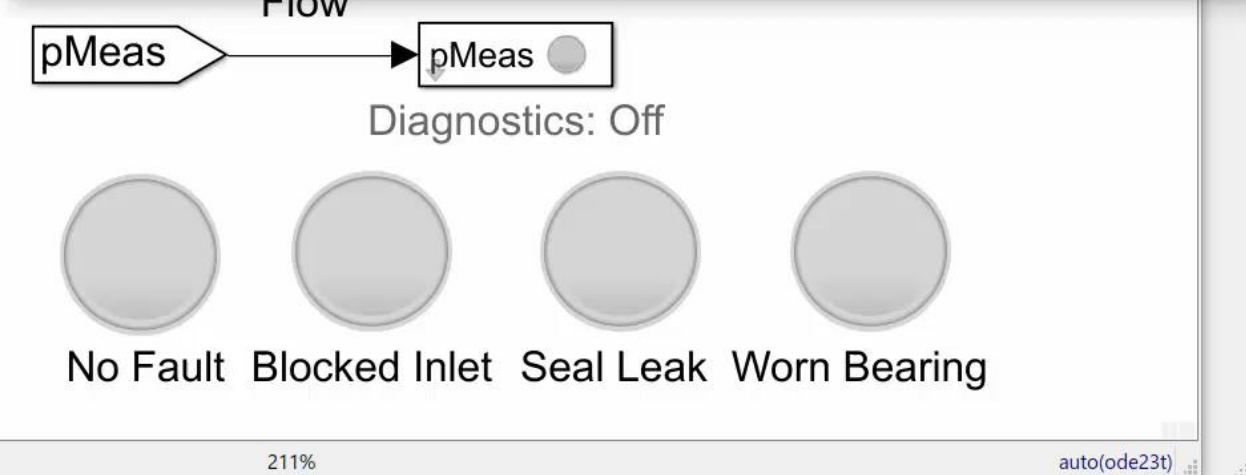 Flow
pMeas
pMeas
Diagnostics: Off
No Fault
Blocked Inlet
Seal Leak
Worn Bearing
211%
auto(ode23t)